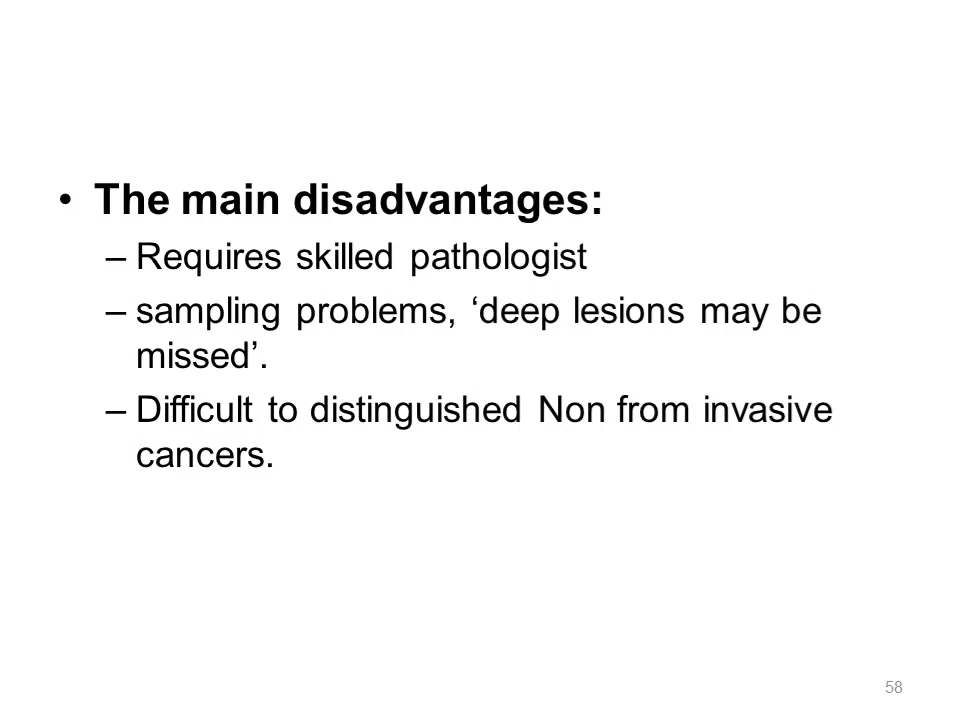 • The main disadvantages:
– Requires skilled pathologist
– sampling problems, ‘deep lesions may be
missed’.
– Difficult to distinguished Non from invasive
cancers.
58